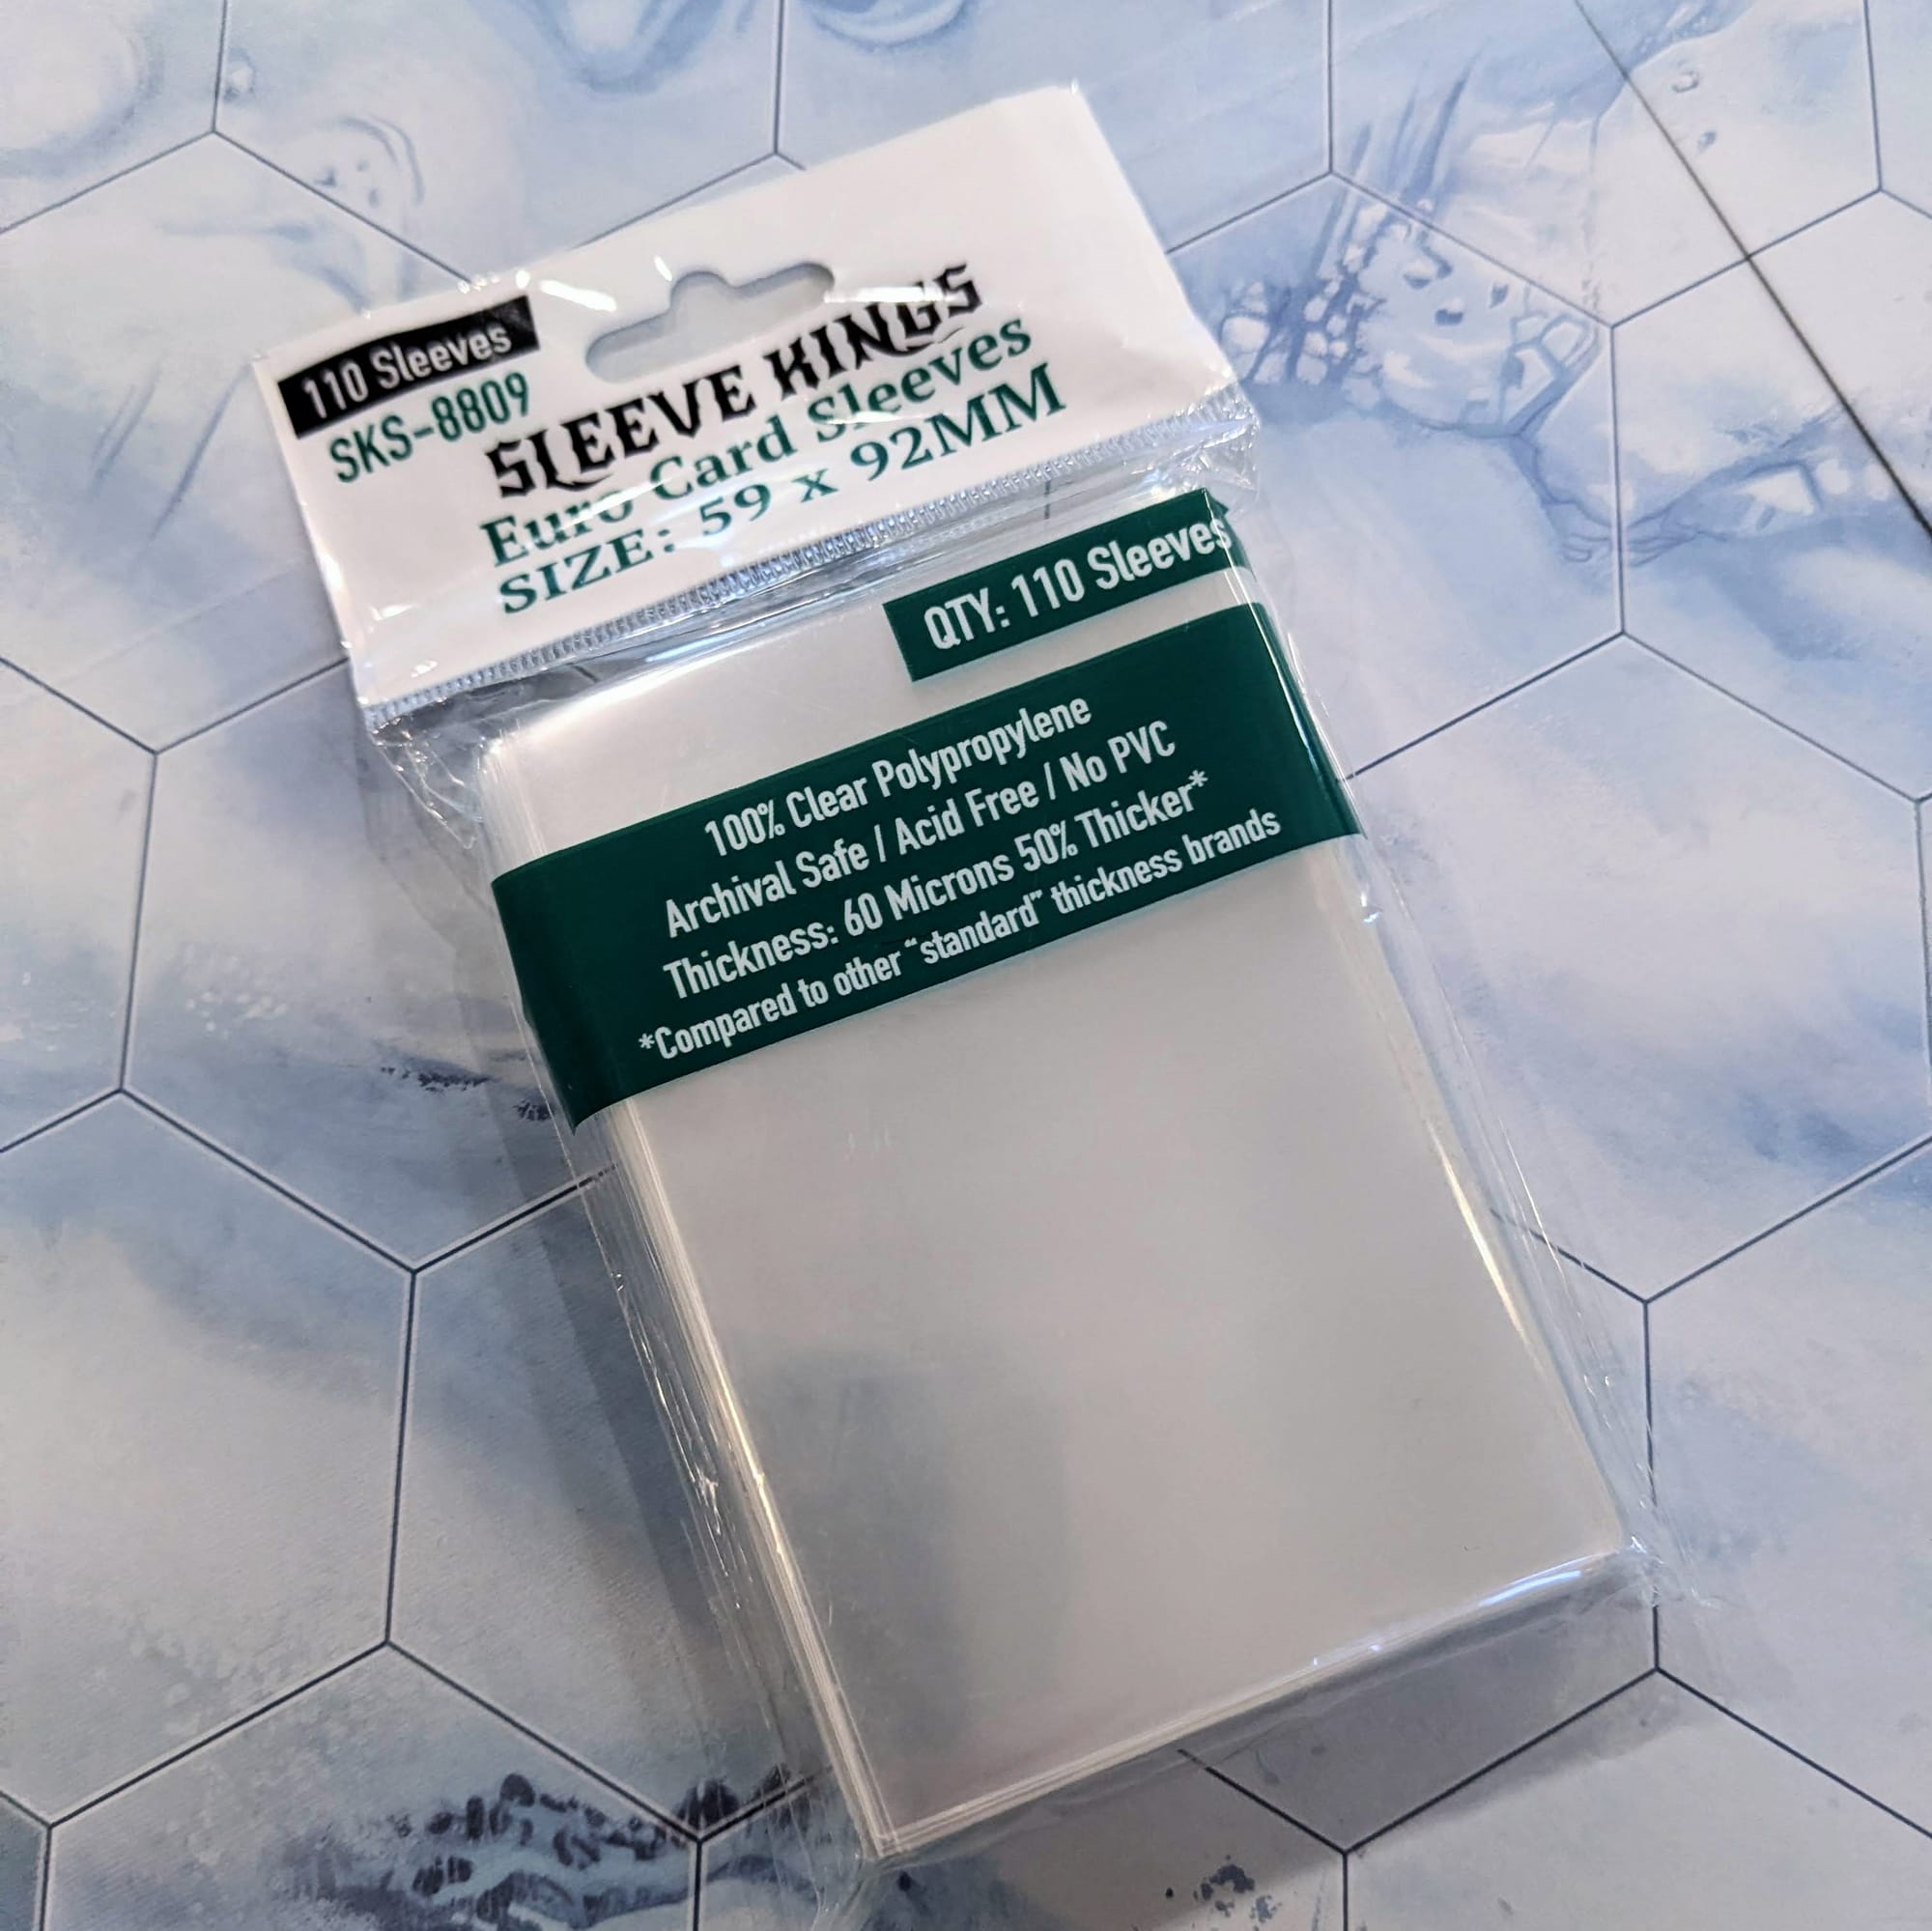 110 Sleeves
SKS-8809
SLEEVE KINGS
Euro Card Sleeves
SIZE: 59 x 92MM
QTY: 110 Sleeves
100% Clear Polypropylene
Archival Safe / Acid Free / No PVC
Thickness: 60 Microns 50% Thicker*
*Compared to other “standard” thickness brands